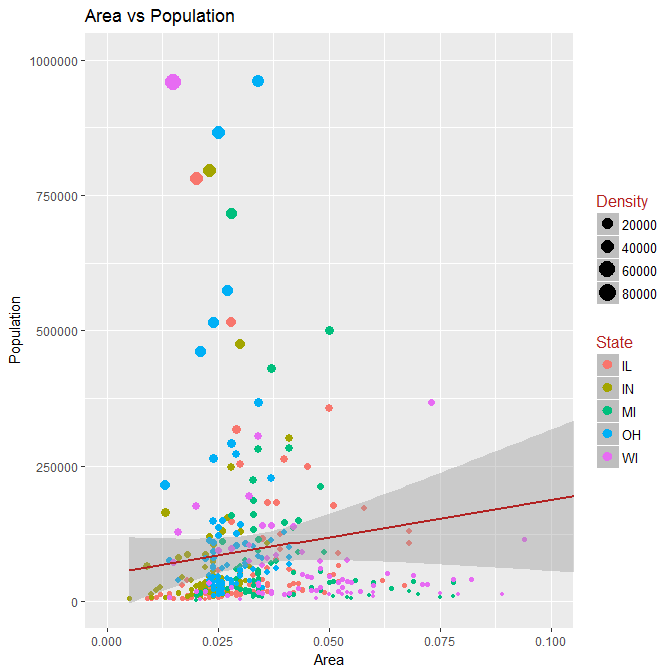 Area vs Population
1000000
750000
500000
250000
0
Population
0.000
0.025
0.050
0.075
0.100
Area
Density
20000
40000
60000
80000
State
IL
IN
MI
OH
WI